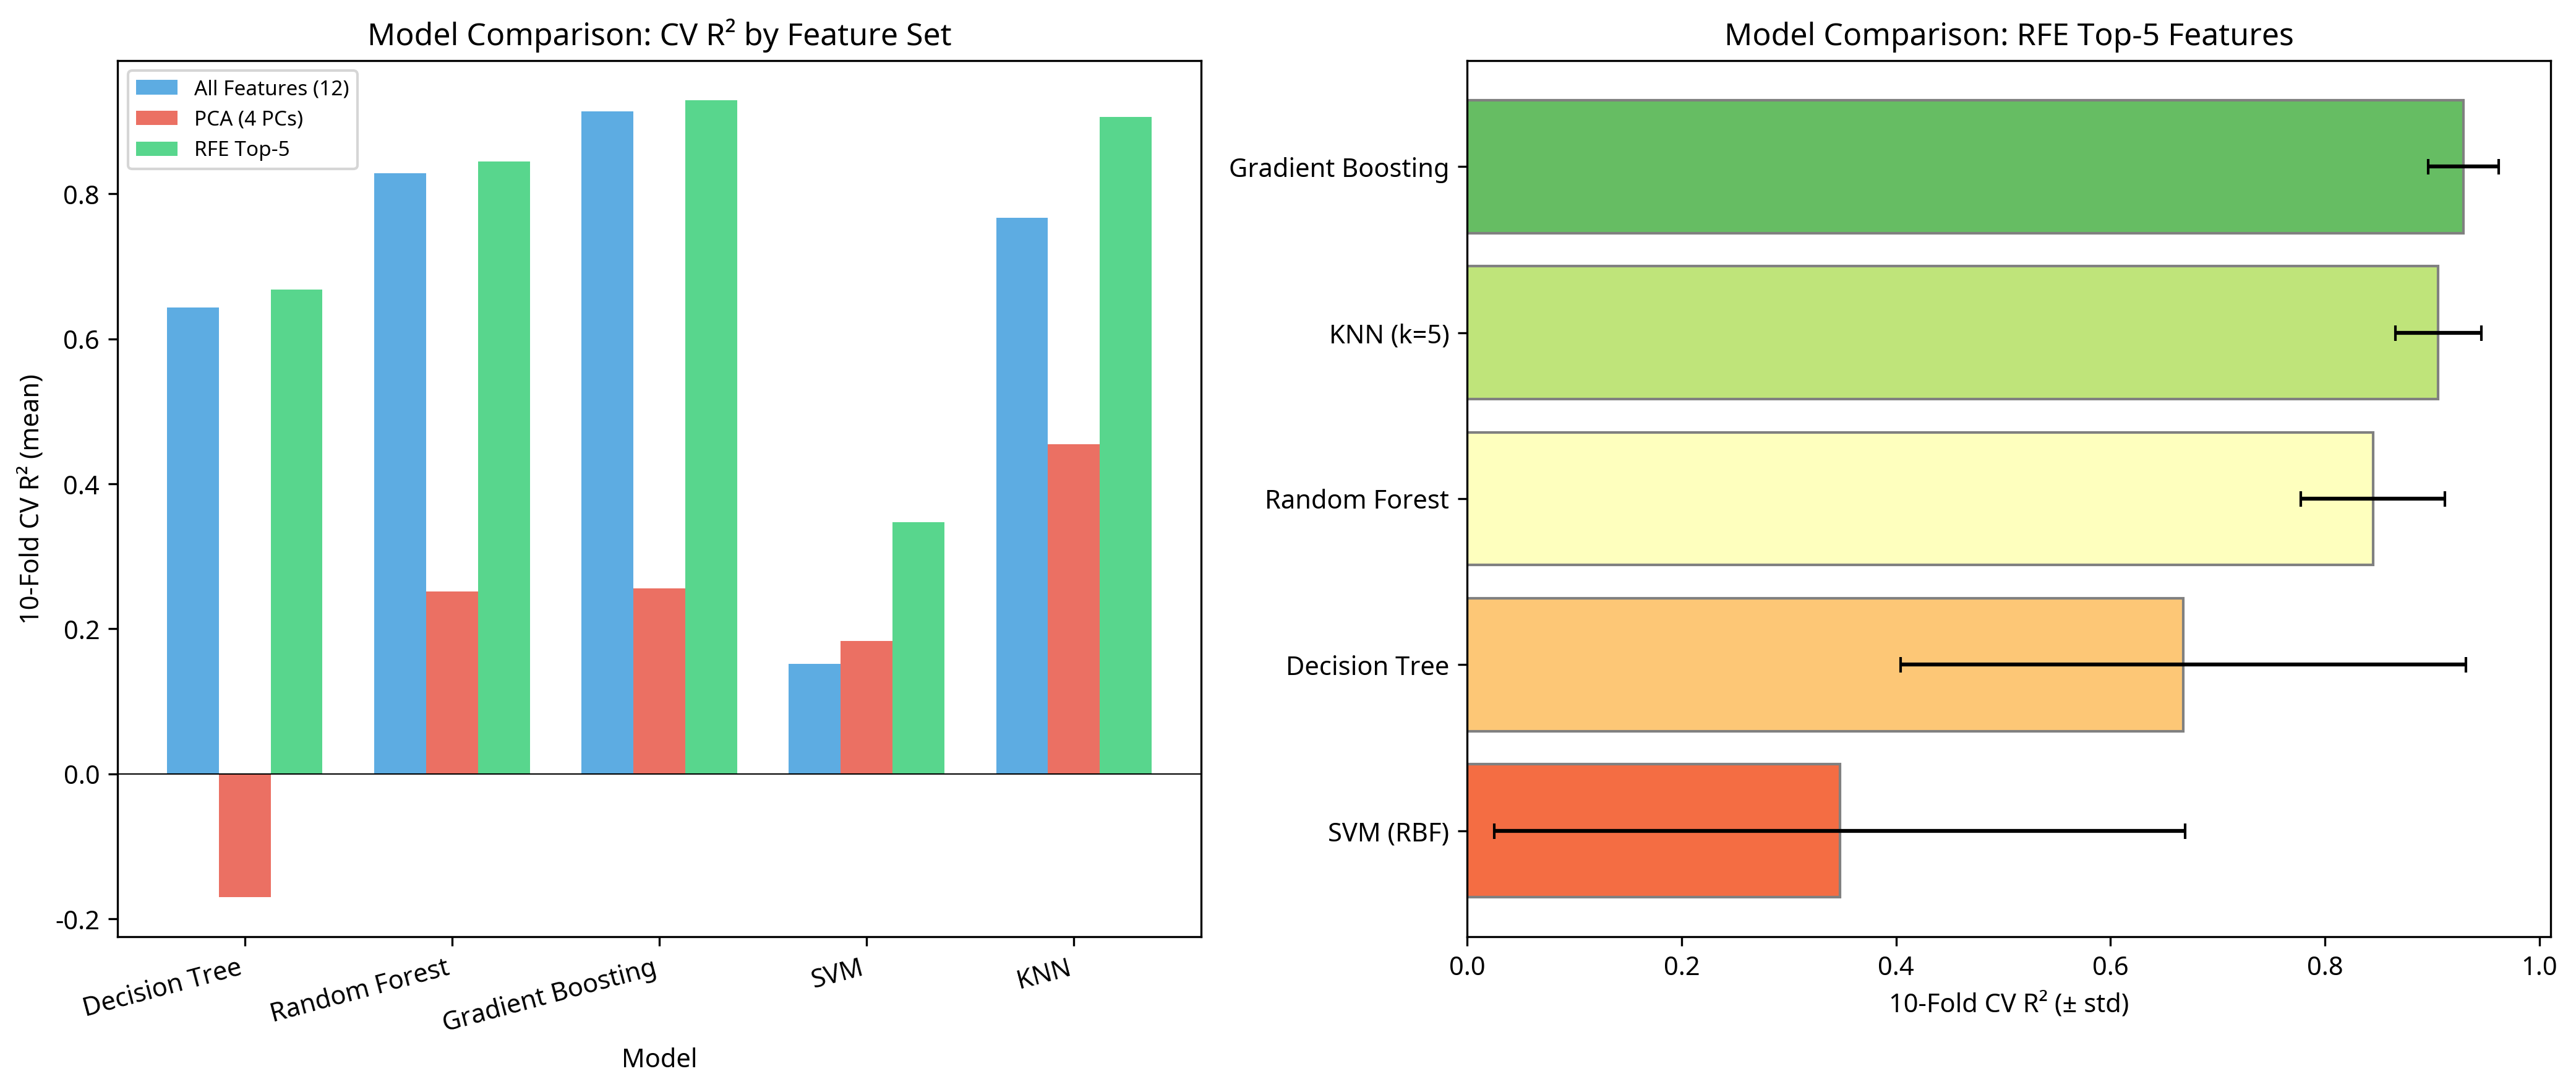 Model Comparison: CV R² by Feature Set
All Features (12)
PCA (4 PCs)
RFE Top-5
10-Fold CV R² (mean)
0.8
0.6
0.4
0.2
0.0
-0.2
Decision Tree
Random Forest
Gradient Boosting
SVM
KNN
Model
Model Comparison: RFE Top-5 Features
Gradient Boosting
KNN (k=5)
Random Forest
Decision Tree
SVM (RBF)
0.0 0.2 0.4 0.6 0.8 1.0
10-Fold CV R² (± std)